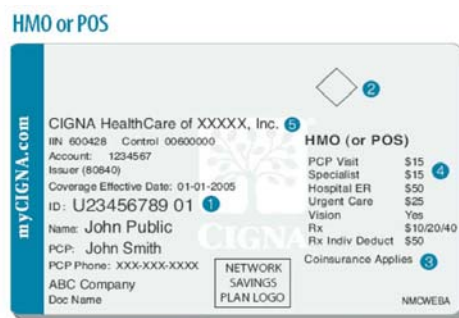 HMO or POS
2
myCIGNA.com
CIGNA HealthCare of XXXXX, Inc. 5
IIN 600428 Control 00600000
Account: 1234567
Issuer (80840)
Coverage Effective Date: 01-01-2005
ID: U23456789 01 1
Name: John Public
PCP: John Smith
PCP Phone: XXX-XXX-XXXX
ABC Company
Doc Name
CIGNA
NETWORK
SAVINGS
PLAN LOGO
HMO (or POS)
PCP Visit $15
Specialist $15 4
Hospital ER $50
Urgent Care $25
Vision Yes
Rx $10/20/40
Rx Indiv Deduct $50
Coinsurance Applies 3
NMCWEBA